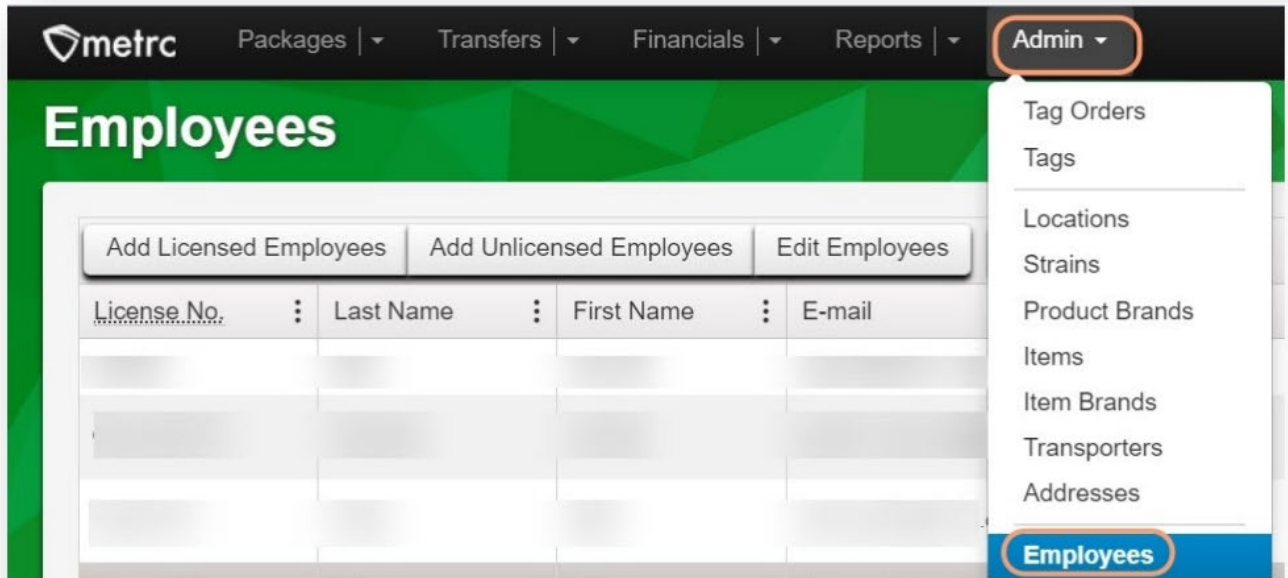 metrc Packages | Transfers | Financials | Reports | Admin
Employees
Tag Orders
Tags
Locations
Strains
Product Brands
Items
Item Brands
Transporters
Addresses
Employees
Add Licensed Employees Add Unlicensed Employees Edit Employees
License No. Last Name First Name E-mail